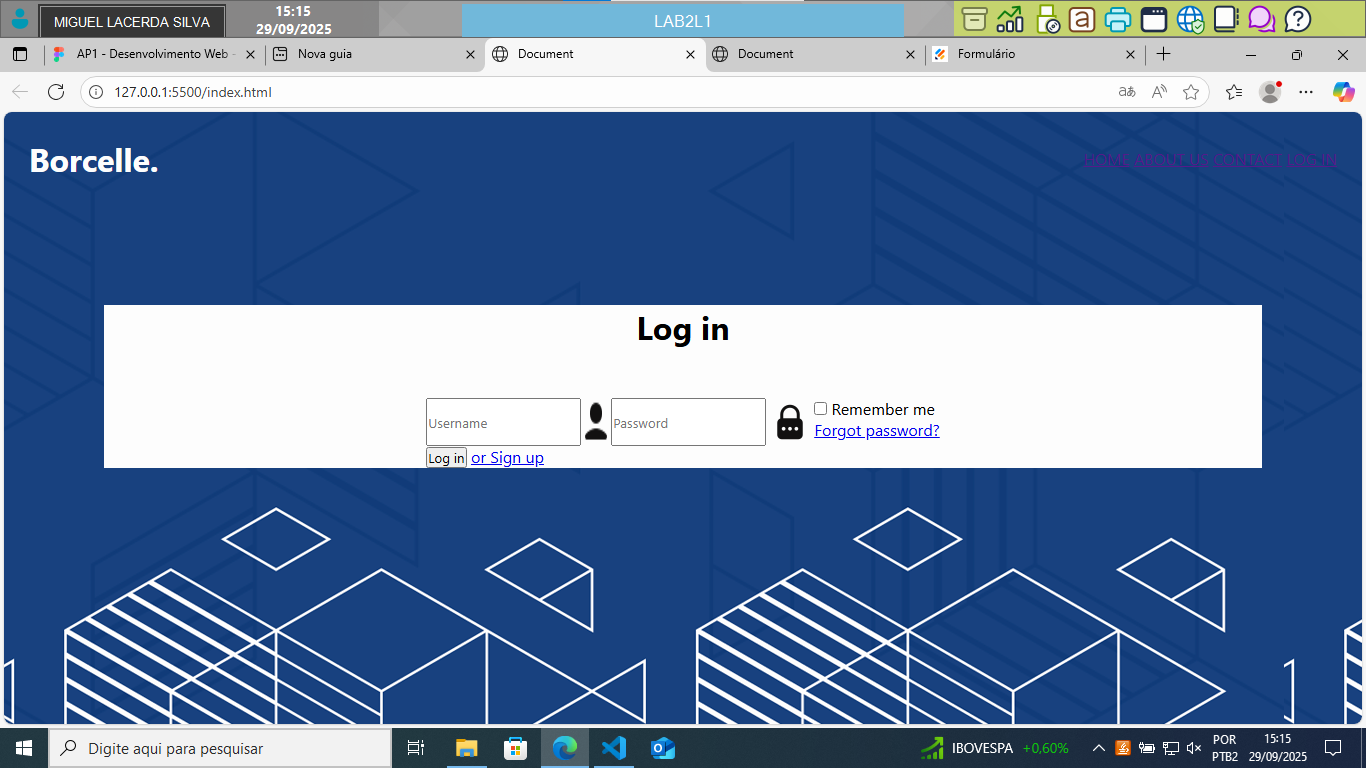 MIGUEL LACERDA SILVA
15:15
29/09/2025
LAB2L1
AP1 - Desenvolvimento Web -
Nova guia
Document
Document
Formulário
127.0.0.1:5500/index.html
Borcelle.
HOME ABOUT US CONTACT LOG IN
Log in
Username
Password
Remember me
Forgot password?
Log in or Sign up
Digite aqui para pesquisar
IBOVESPA +0,60%
POR
PTB2
15:15
29/09/2025